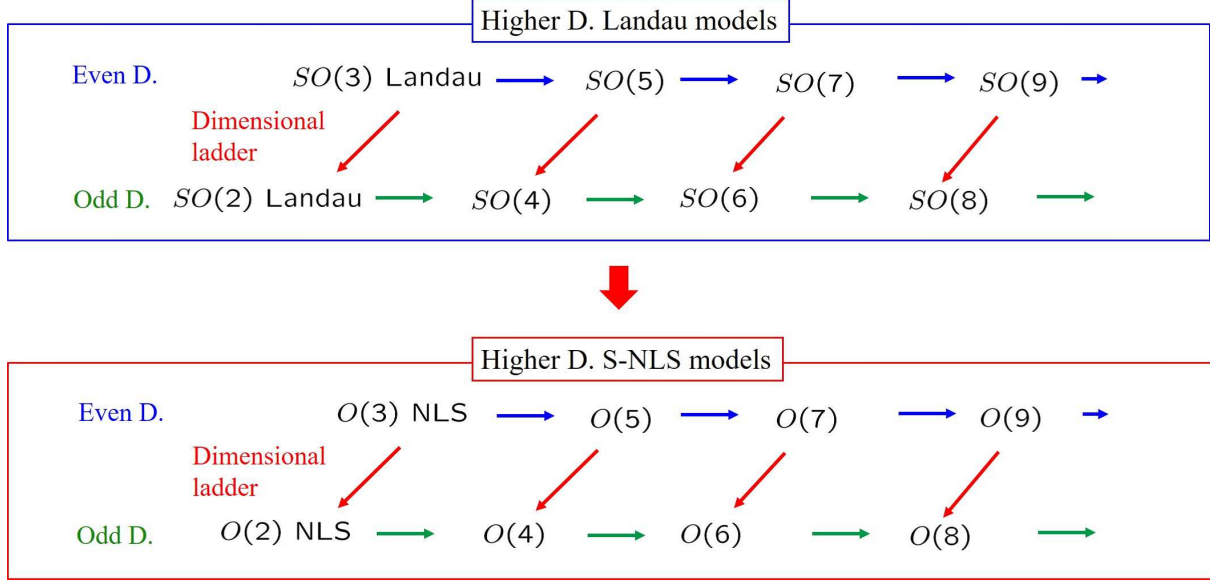 Higher D. Landau models
Even D. SO(3) Landau SO(5) SO(7) SO(9)
Dimensional
ladder
Odd D. SO(2) Landau SO(4) SO(6) SO(8)
Higher D. S-NLS models
Even D. O(3) NLS O(5) O(7) O(9)
Dimensional
ladder
Odd D. O(2) NLS O(4) O(6) O(8)